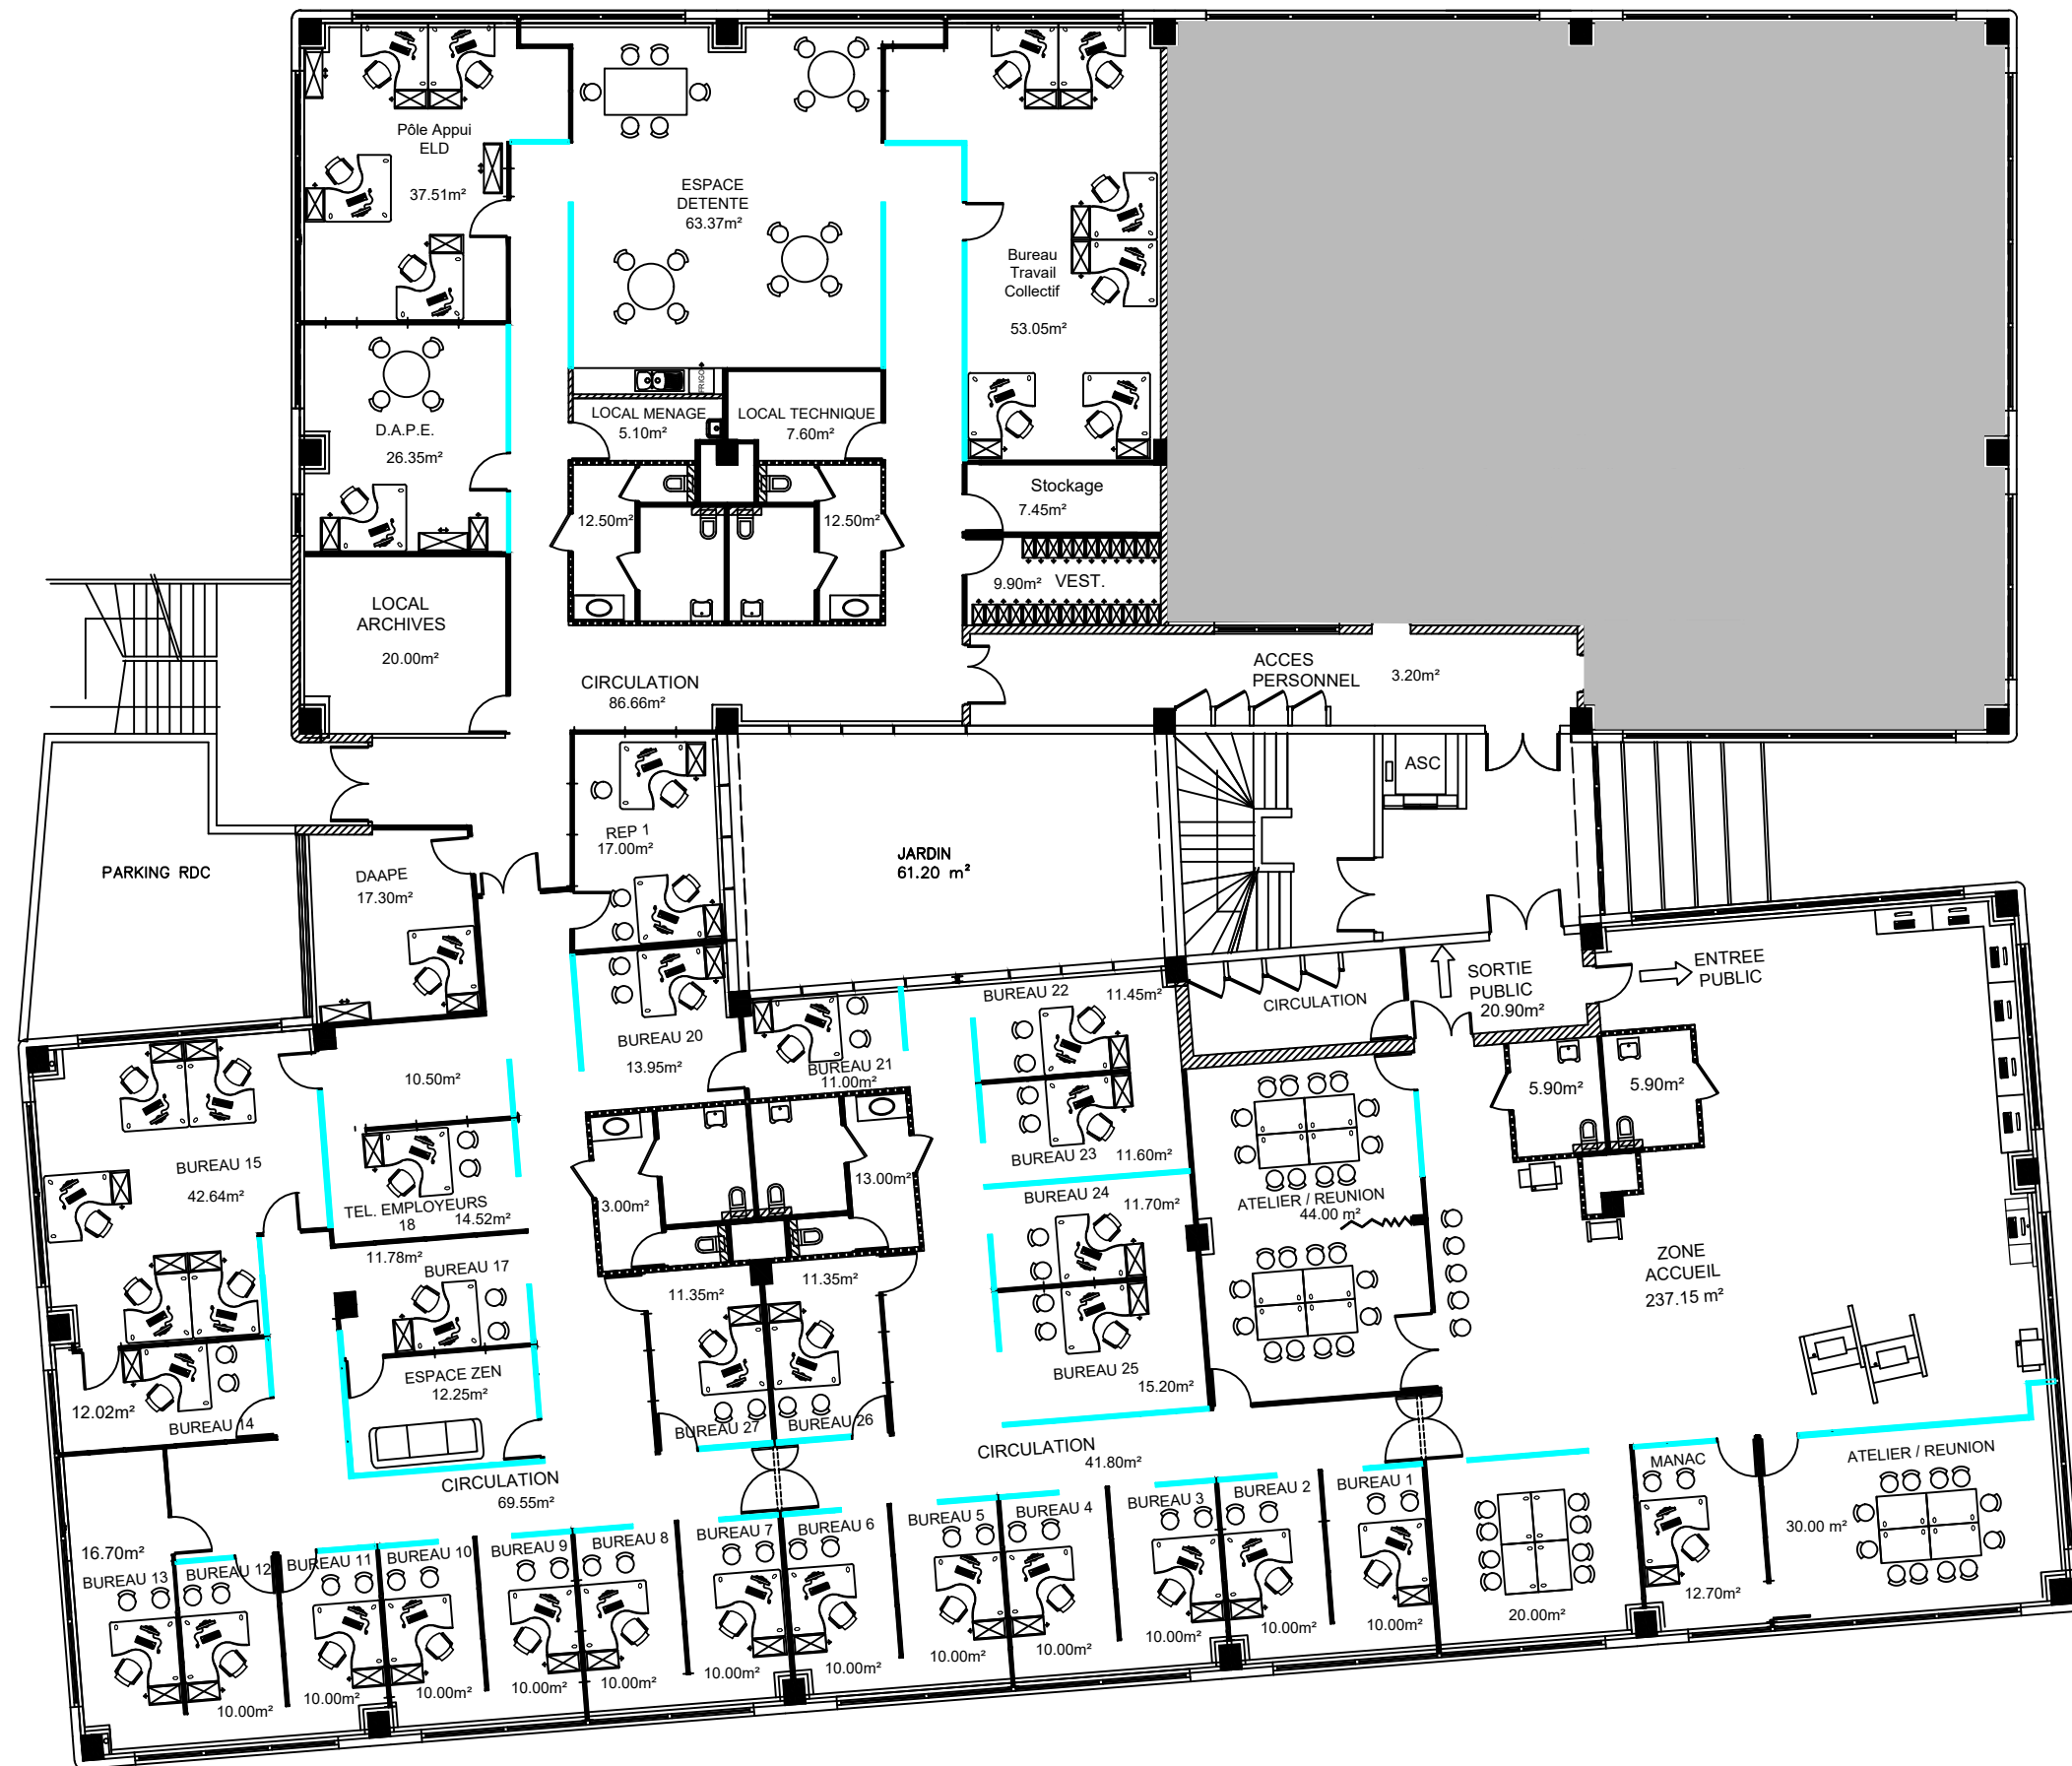 Pôle Appui
ELD
37.51m²
ESPACE
DETENTE
63.37m²
Bureau
Travail
Collectif
53.05m²
D.A.P.E.
26.35m²
FRIGO
LOCAL MENAGE
5.10m²
LOCAL TECHNIQUE
7.60m²
12.50m²
12.50m²
Stockage
7.45m²
9.90m² VEST.
LOCAL
ARCHIVES
20.00m²
CIRCULATION
86.66m²
ACCES
PERSONNEL
3.20m²
ASC
REP 1
17.00m²
JARDIN
61.20 m²
PARKING RDC
DAAPE
17.30m²
SORTIE
PUBLIC
20.90m²
ENTREE
PUBLIC
CIRCULATION
BUREAU 22
11.45m²
BUREAU 20
13.95m²
BUREAU 21
11.00m²
10.50m²
5.90m²
5.90m²
BUREAU 23
11.60m²
BUREAU 15
42.64m²
TEL. EMPLOYEURS
18
14.52m²
3.00m²
13.00m²
BUREAU 24
11.70m²
ATELIER / REUNION
44.00 m²
ZONE
ACCUEIL
237.15 m²
11.78m²
BUREAU 17
11.35m²
11.35m²
BUREAU 25
15.20m²
ESPACE ZEN
12.25m²
12.02m²
BUREAU 14
BUREAU 27
BUREAU 26
CIRCULATION
41.80m²
CIRCULATION
69.55m²
MANAC
12.70m²
ATELIER / REUNION
30.00 m²
20.00m²
BUREAU 1
10.00m²
BUREAU 2
10.00m²
BUREAU 3
10.00m²
BUREAU 4
10.00m²
BUREAU 5
10.00m²
BUREAU 6
10.00m²
BUREAU 7
10.00m²
BUREAU 8
10.00m²
BUREAU 9
10.00m²
BUREAU 10
10.00m²
BUREAU 11
10.00m²
BUREAU 12
10.00m²
16.70m²
BUREAU 13